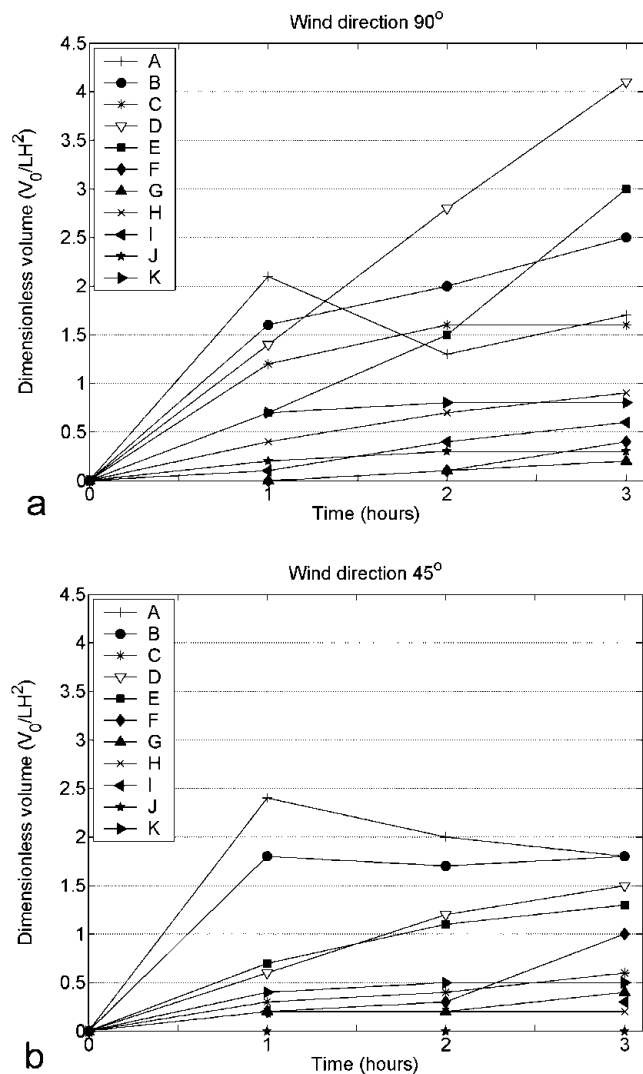 Wind direction 90°
4.5
4
3.5
3
2.5
2
1.5
1
0.5
0
Dimensionless volume (V₀/LH²)
A
B
C
D
E
F
G
H
I
J
K
0 1 2 3
Time (hours)
a
Wind direction 45°
4.5
4
3.5
3
2.5
2
1.5
1
0.5
0
Dimensionless volume (V₀/LH²)
A
B
C
D
E
F
G
H
I
J
K
0 1 2 3
Time (hours)
b